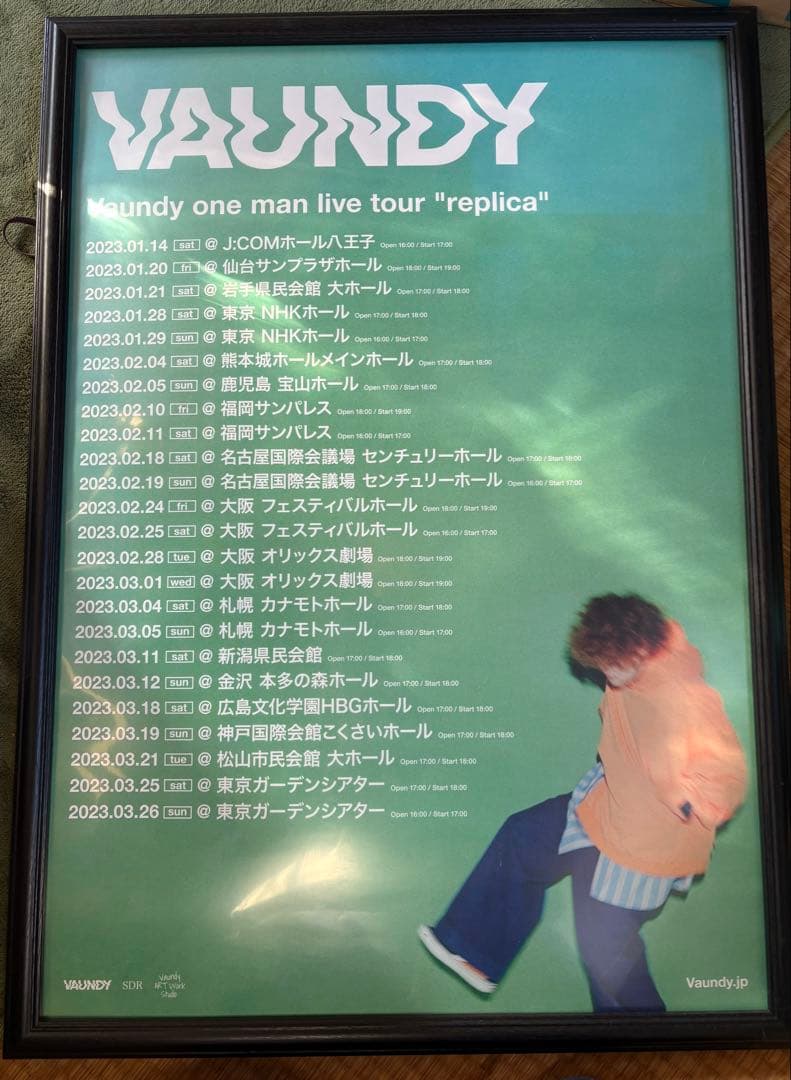 VAUNDY
Vaundy one man live tour "replica"
2023.01.14 sat @ J:COMホール八王子 Open 16:00 / Start 17:00
2023.01.20 fri @ 仙台サンプラザホール Open 18:00 / Start 19:00
2023.01.21 sat @ 岩手県民会館 大ホール Open 17:00 / Start 18:00
2023.01.28 sat @ 東京 NHKホール Open 17:00 / Start 18:00
2023.01.29 sun @ 東京 NHKホール Open 16:00 / Start 17:00
2023.02.04 sat @ 熊本城ホールメインホール Open 17:00 / Start 18:00
2023.02.05 sun @ 鹿児島 宝山ホール Open 17:00 / Start 18:00
2023.02.10 fri @ 福岡サンパレス Open 18:00 / Start 19:00
2023.02.11 sat @ 福岡サンパレス Open 16:00 / Start 17:00
2023.02.18 sat @ 名古屋国際会議場 センチュリーホール Open 17:00 / Start 18:00
2023.02.19 sun @ 名古屋国際会議場 センチュリーホール Open 16:00 / Start 17:00
2023.02.24 fri @ 大阪 フェスティバルホール Open 18:00 / Start 19:00
2023.02.25 sat @ 大阪 フェスティバルホール Open 16:00 / Start 17:00
2023.02.28 tue @ 大阪 オリックス劇場 Open 18:00 / Start 19:00
2023.03.01 wed @ 大阪 オリックス劇場 Open 18:00 / Start 19:00
2023.03.04 sat @ 札幌 カナモトホール Open 17:00 / Start 18:00
2023.03.05 sun @ 札幌 カナモトホール Open 16:00 / Start 17:00
2023.03.11 sat @ 新潟県民会館 Open 17:00 / Start 18:00
2023.03.12 sun @ 金沢 本多の森ホール Open 17:00 / Start 18:00
2023.03.18 sat @ 広島文化学園HBGホール Open 17:00 / Start 18:00
2023.03.19 sun @ 神戸国際会館こくさいホール Open 17:00 / Start 18:00
2023.03.21 tue @ 松山市民会館 大ホール Open 17:00 / Start 18:00
2023.03.25 sat @ 東京ガーデンシアター Open 17:00 / Start 18:00
2023.03.26 sun @ 東京ガーデンシアター Open 16:00 / Start 17:00
VAUNDY SDR Vaundy
ART Work
Studio
Vaundy.jp